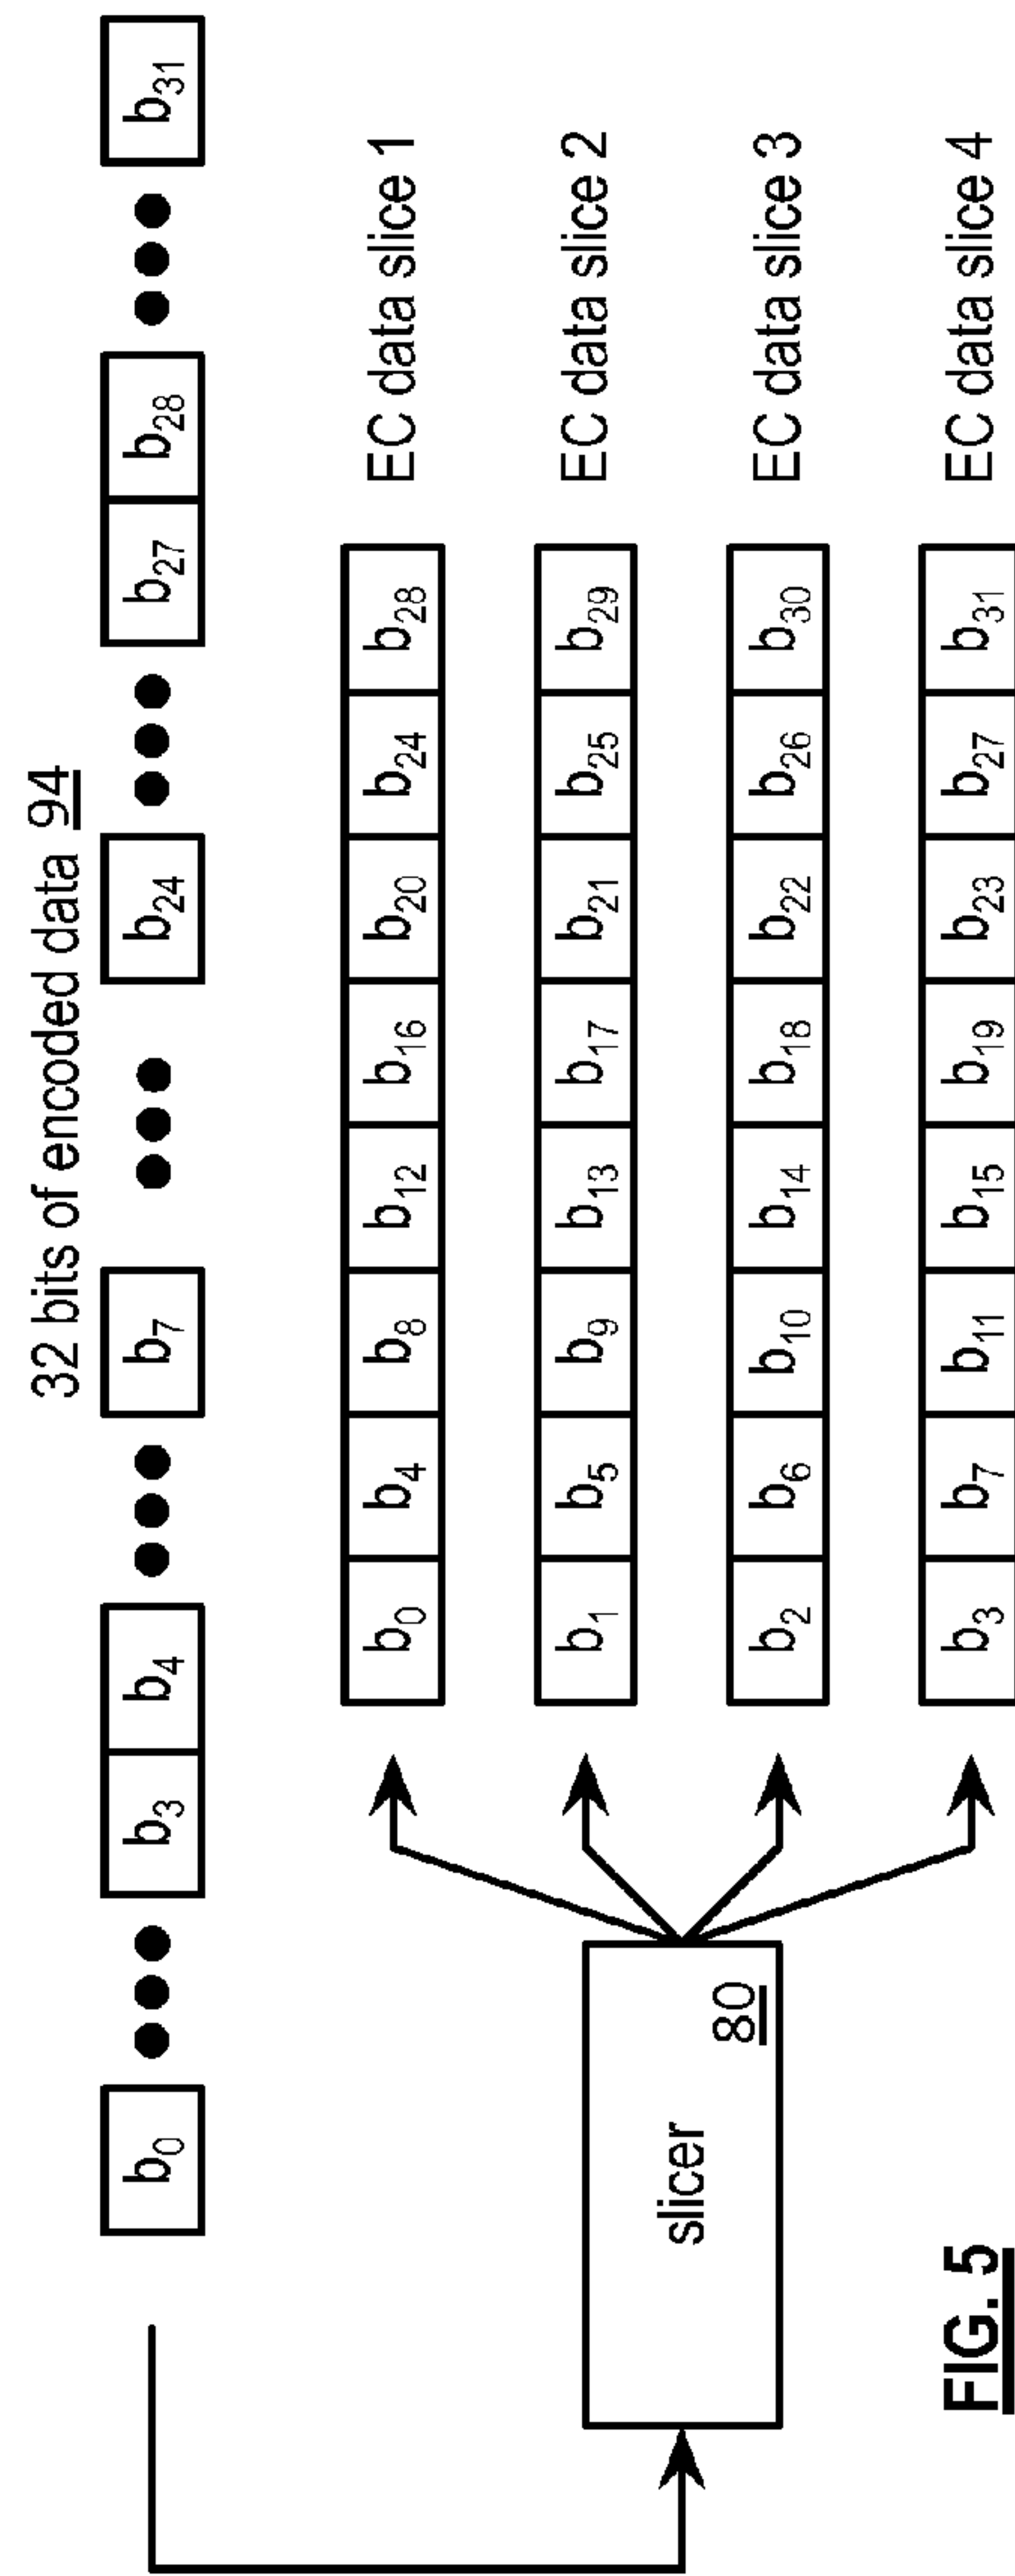 32 bits of encoded data 94
b0 b3 b4 b7 b24 b27 b28 b31
b0 b4 b8 b12 b16 b20 b24 b28 EC data slice 1
b1 b5 b9 b13 b17 b21 b25 b29 EC data slice 2
slicer 80
b2 b6 b10 b14 b18 b22 b26 b30 EC data slice 3
b3 b7 b11 b15 b19 b23 b27 b31 EC data slice 4
FIG. 5